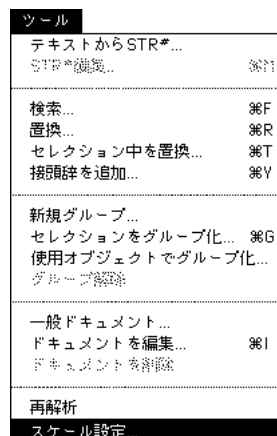 ツール
テキストからSTR#...
STR#編集... ⌘M
検索... ⌘F
置換... ⌘R
セレクション中を置換... ⌘T
接頭辞を追加... ⌘Y
新規グループ...
セレクションをグループ化... ⌘G
使用オブジェクトでグループ化...
グループ解除
一般ドキュメント...
ドキュメントを編集... ⌘I
ドキュメントを削除
再解析
スケール設定